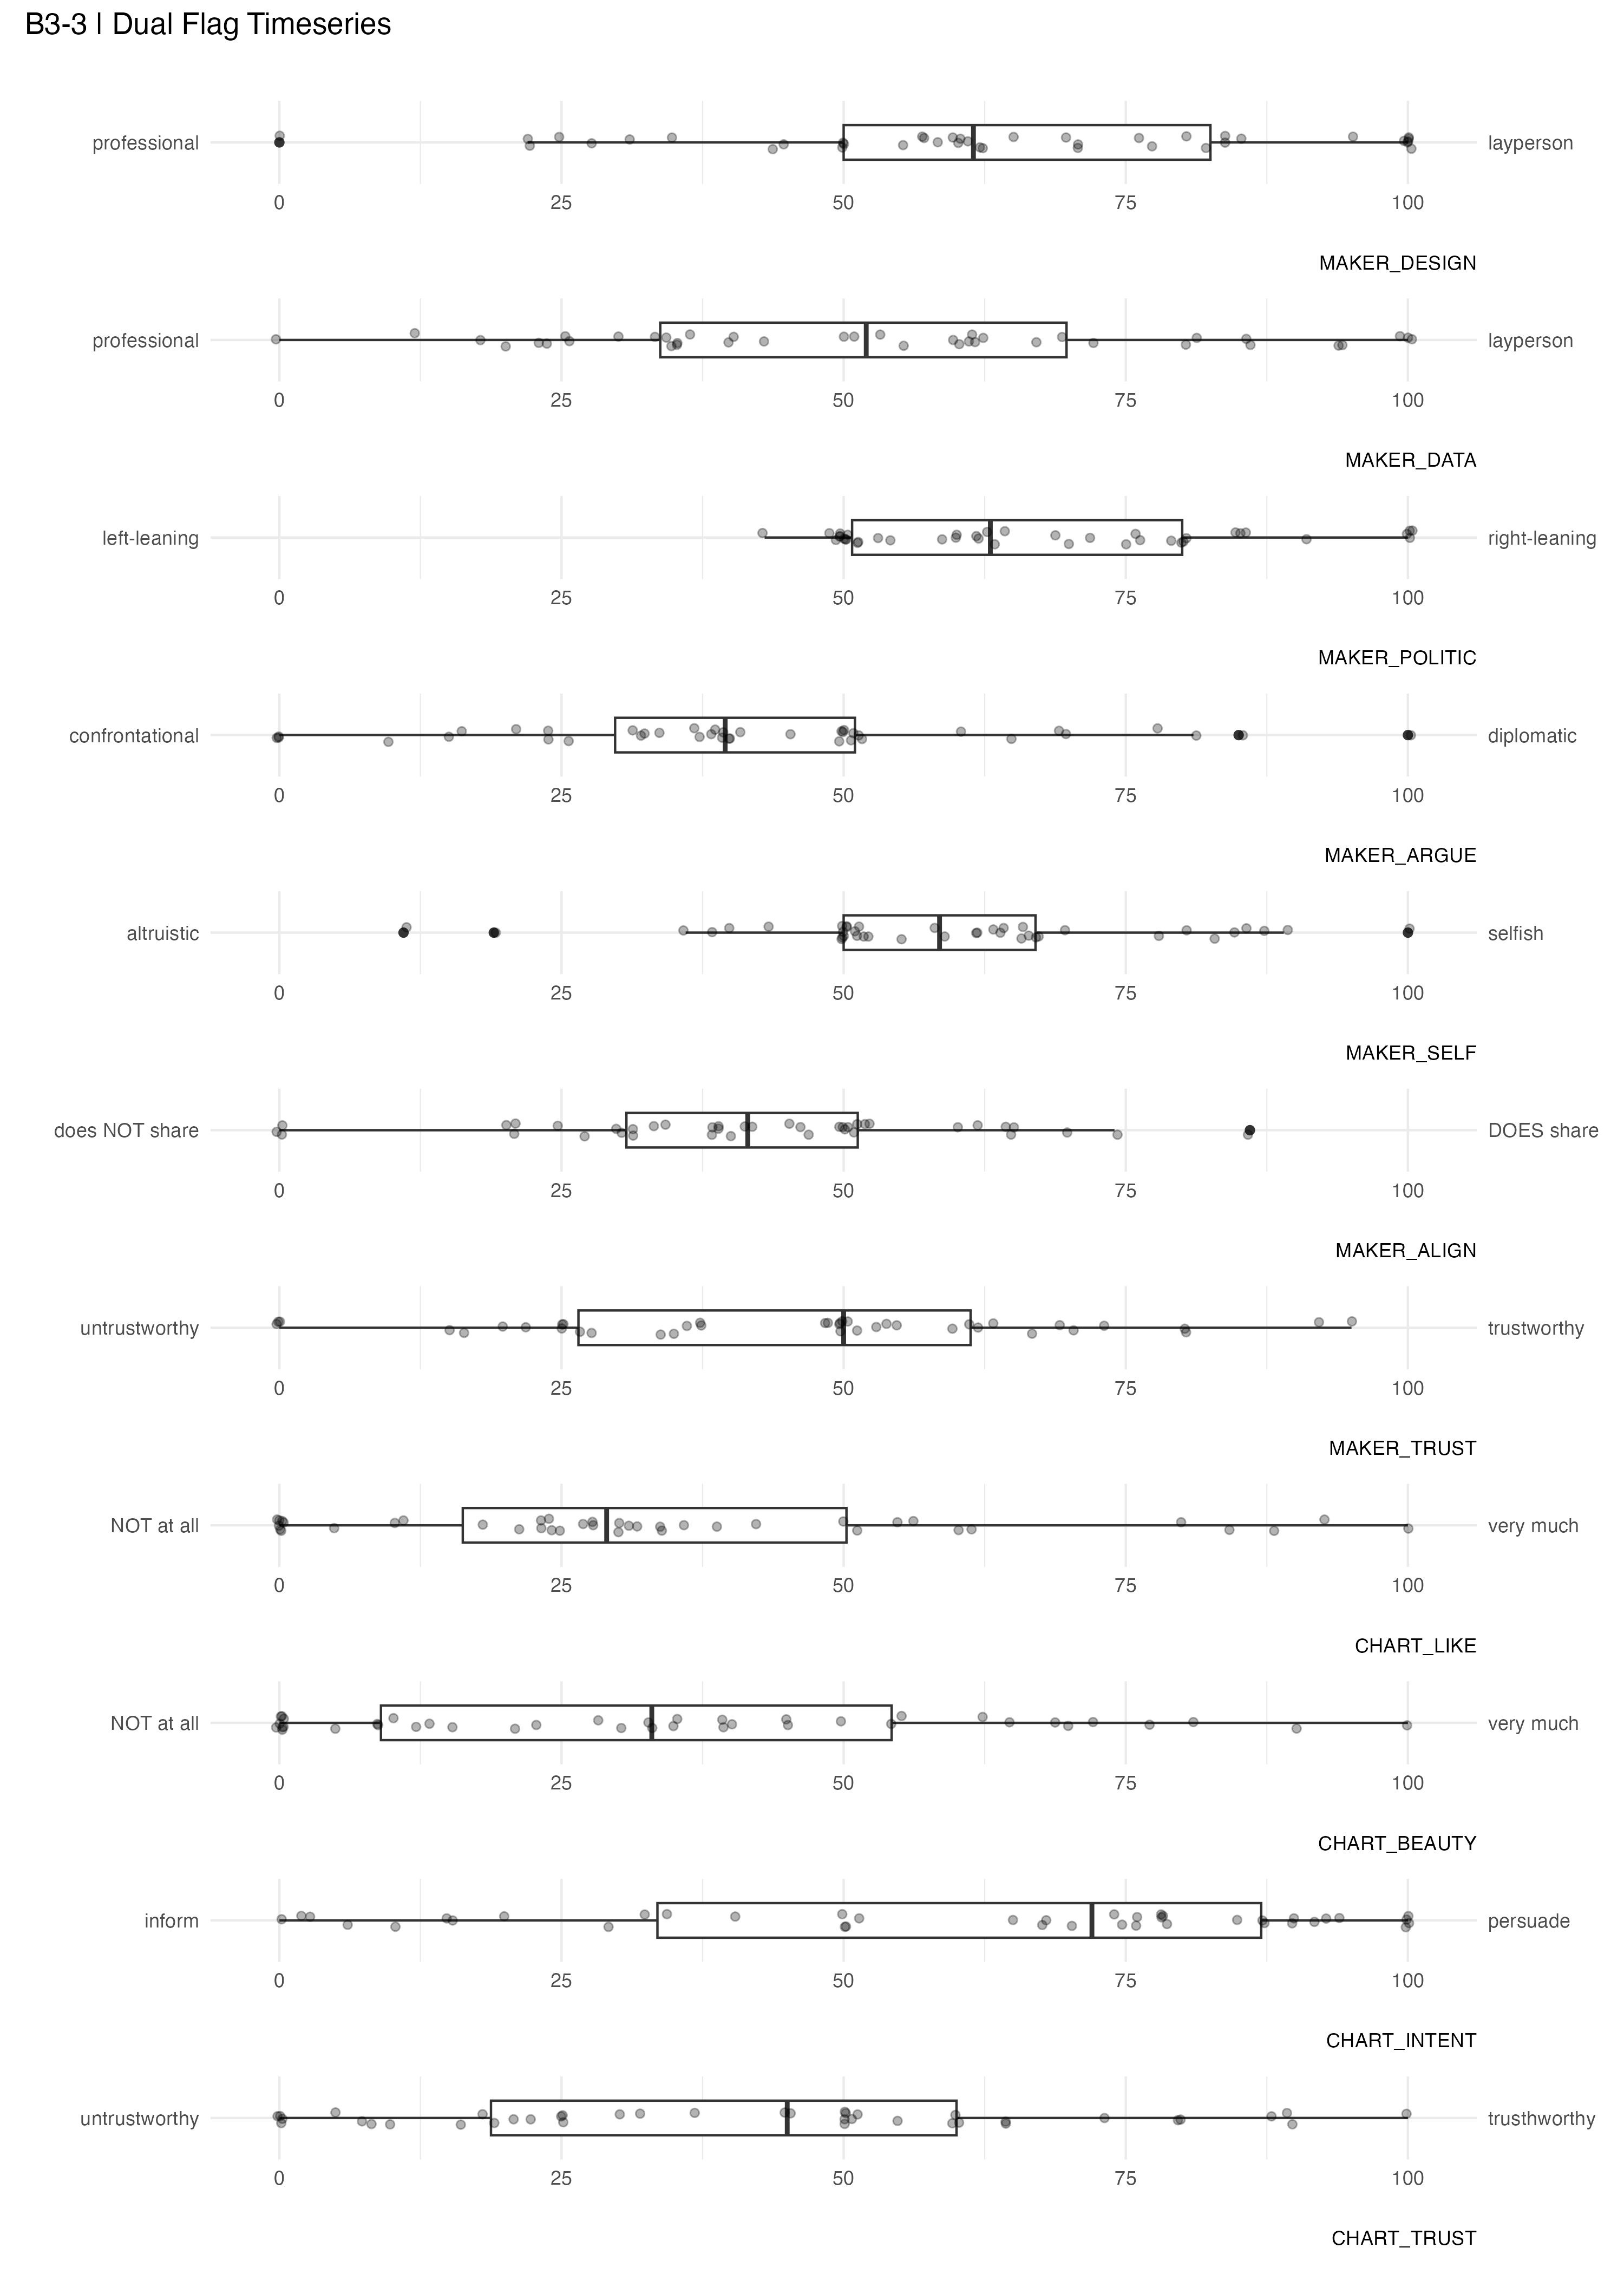 B3-3 | Dual Flag Timeseries
professional layperson
0 25 50 75 100
MAKER_DESIGN
professional layperson
0 25 50 75 100
MAKER_DATA
left-leaning right-leaning
0 25 50 75 100
MAKER_POLITIC
confrontational diplomatic
0 25 50 75 100
MAKER_ARGUE
altruistic selfish
0 25 50 75 100
MAKER_SELF
does NOT share DOES share
0 25 50 75 100
MAKER_ALIGN
untrustworthy trustworthy
0 25 50 75 100
MAKER_TRUST
NOT at all very much
0 25 50 75 100
CHART_LIKE
NOT at all very much
0 25 50 75 100
CHART_BEAUTY
inform persuade
0 25 50 75 100
CHART_INTENT
untrustworthy trusthworthy
0 25 50 75 100
CHART_TRUST